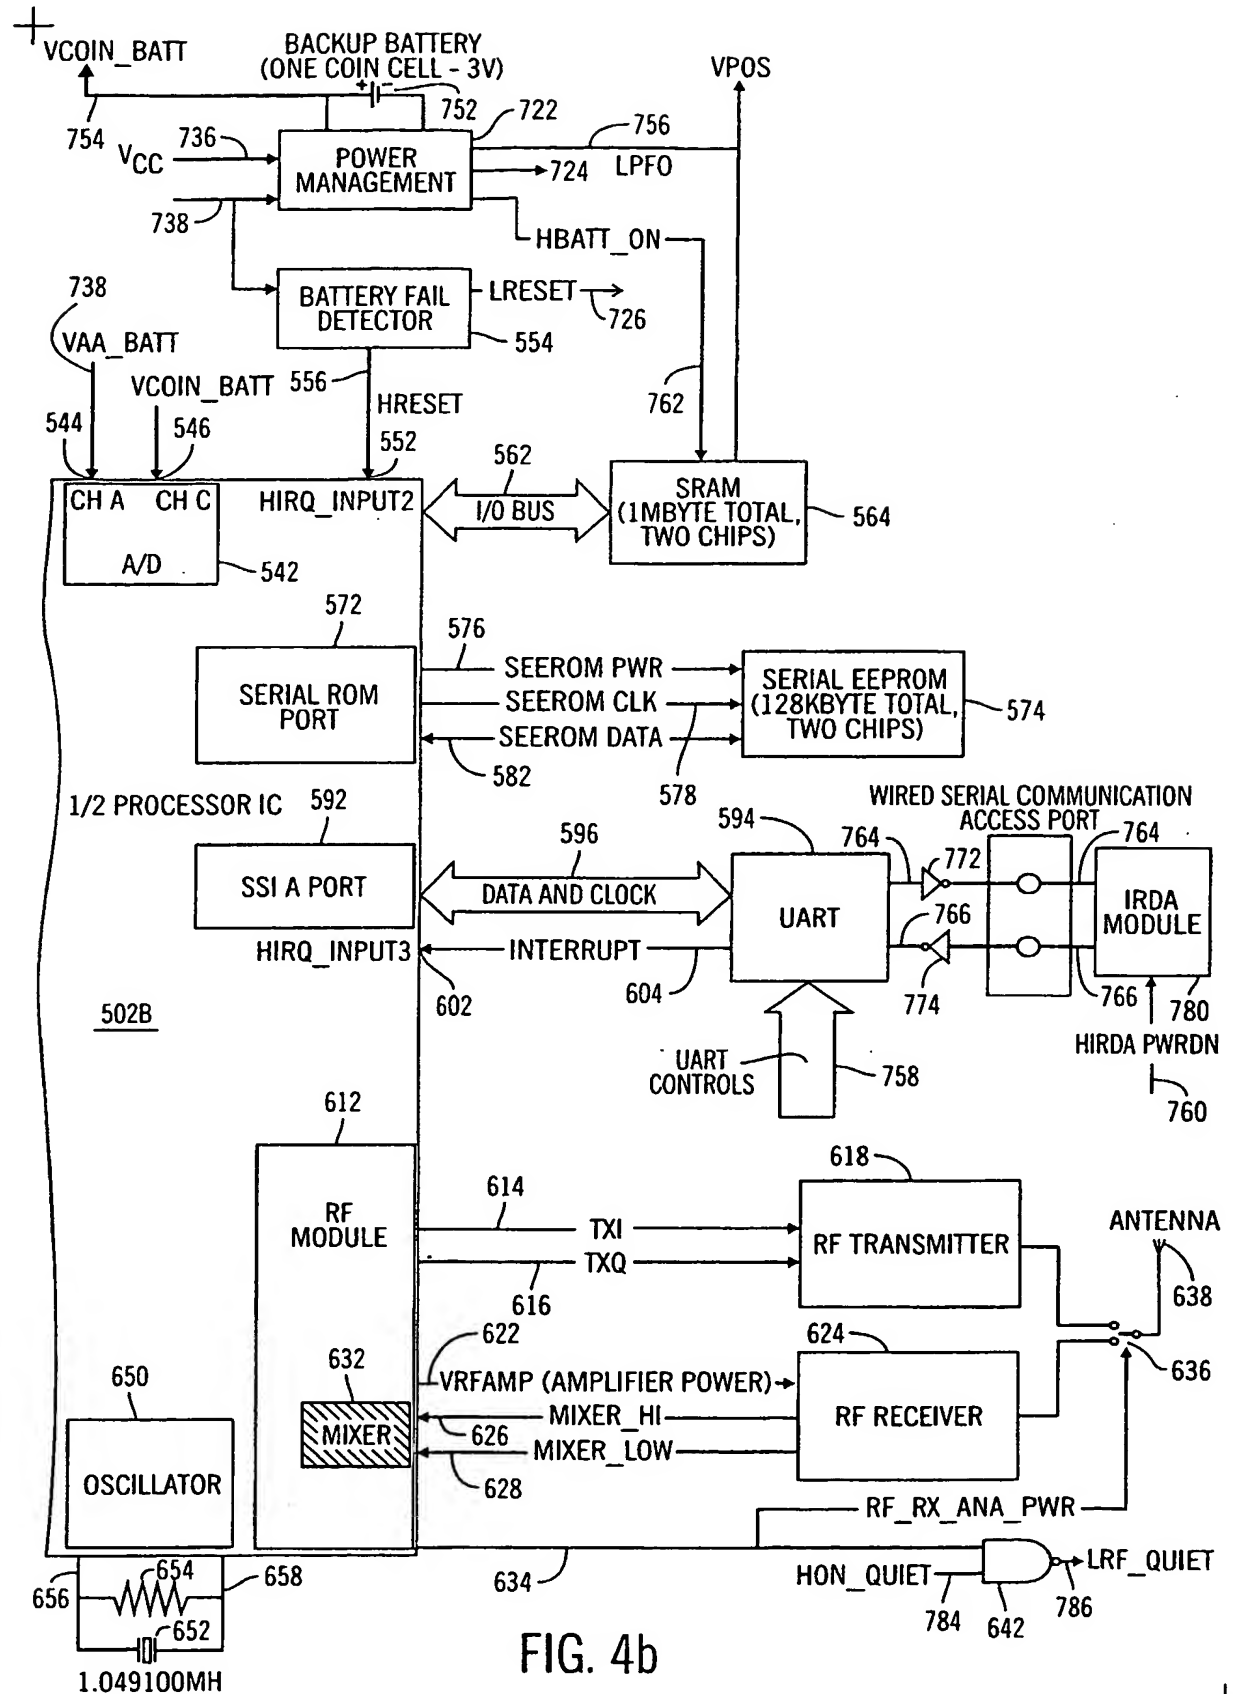 VCOIN_BATT
BACKUP BATTERY
(ONE COIN CELL - 3V)
+ -
752
VPOS
754
722
736
756
VCC
POWER
MANAGEMENT
724
LPFO
738
HBATT_ON
738
BATTERY FAIL
DETECTOR
LRESET
726
554
VAA_BATT
VCOIN_BATT
556
762
HRESET
544
546
552
562
CH A
CH C
HIRQ_INPUT2
I/O BUS
SRAM
(1MBYTE TOTAL,
TWO CHIPS)
564
A/D
542
572
576
SERIAL ROM
PORT
SEEROM PWR
SEEROM CLK
SEEROM DATA
SERIAL EEPROM
(128KBYTE TOTAL,
TWO CHIPS)
574
582
578
1/2 PROCESSOR IC
592
596
594
WIRED SERIAL COMMUNICATION
ACCESS PORT
764
772
764
SSI A PORT
DATA AND CLOCK
UART
IRDA
MODULE
766
HIRQ_INPUT3
INTERRUPT
602
604
774
766
780
502B
HIRDA PWRDN
UART
CONTROLS
758
760
612
618
614
RF
MODULE
TXI
TXQ
RF TRANSMITTER
ANTENNA
616
638
622
624
632
636
650
VRFAMP (AMPLIFIER POWER)
MIXER
MIXER_HI
626
RF RECEIVER
MIXER_LOW
628
OSCILLATOR
RF_RX_ANA_PWR
656
654
658
634
HON_QUIET
LRF_QUIET
784
642
786
652
1.049100MH
FIG. 4b